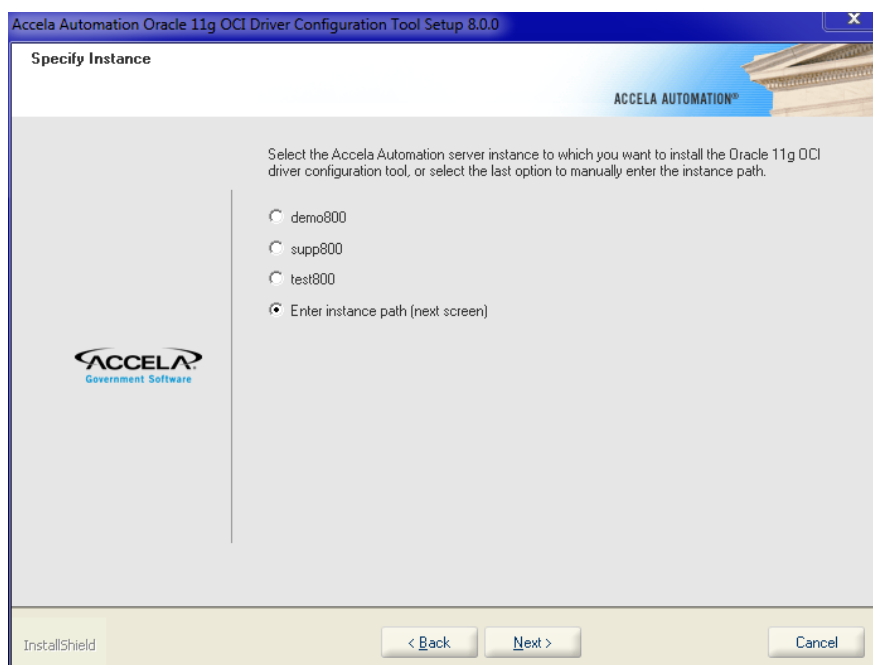 Accela Automation Oracle 11g OCI Driver Configuration Tool Setup 8.0.0
Specify Instance
ACCELA AUTOMATION®
Select the Accela Automation server instance to which you want to install the Oracle 11g OCI
driver configuration tool, or select the last option to manually enter the instance path.
demo800
supp800
test800
Enter instance path (next screen)
ACCELA®
Government Software
InstallShield
< Back
Next >
Cancel